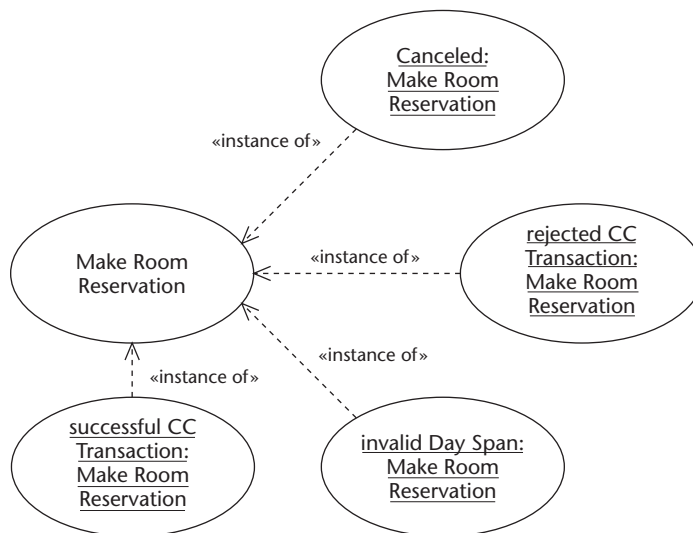 Canceled:
Make Room
Reservation
«instance of»
rejected CC
Transaction:
Make Room
Reservation
«instance of»
Make Room
Reservation
«instance of»
«instance of»
successful CC
Transaction:
Make Room
Reservation
invalid Day Span:
Make Room
Reservation